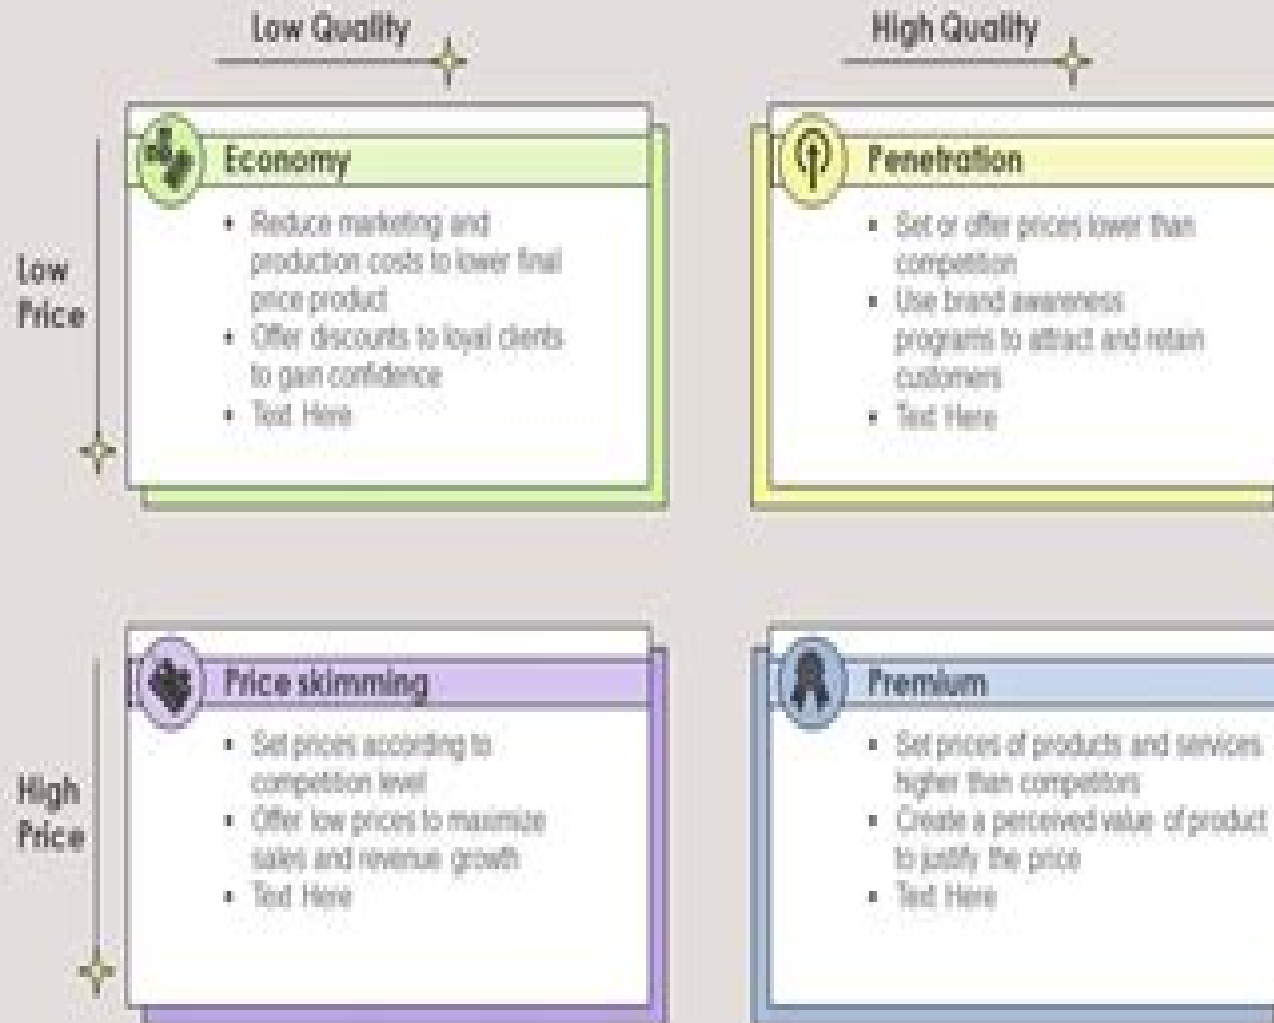 Low Quality
High Quality
Low
Price
Economy
• Reduce marketing and
production costs to lower final
price product
• Offer discounts to loyal clients
to gain confidence
• Text Here
Penetration
• Set or offer prices lower than
competition
• Use brand awareness
programs to attract and retain
customers
• Text Here
High
Price
Price skimming
• Set prices according to
competition level
• Offer low prices to maximize
sales and revenue growth
• Text Here
Premium
• Set prices of products and services
higher than competitors
• Create a perceived value of product
to justify the price
• Text Here